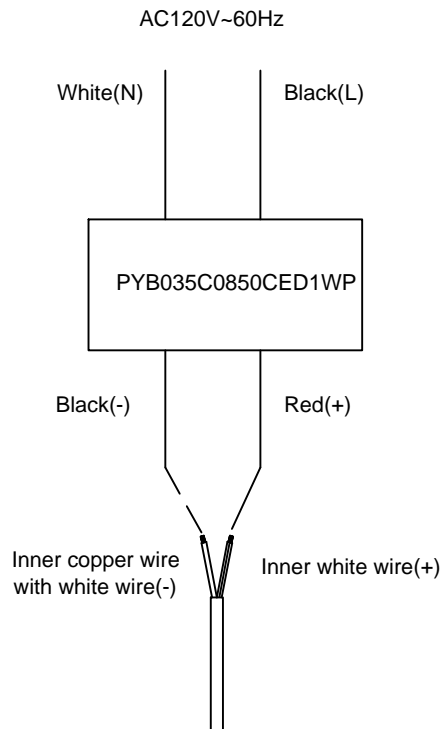 AC120V~60Hz
White(N)
Black(L)
PYB035C0850CED1WP
Black(-)
Red(+)
Inner copper wire
with white wire(-)
Inner white wire(+)